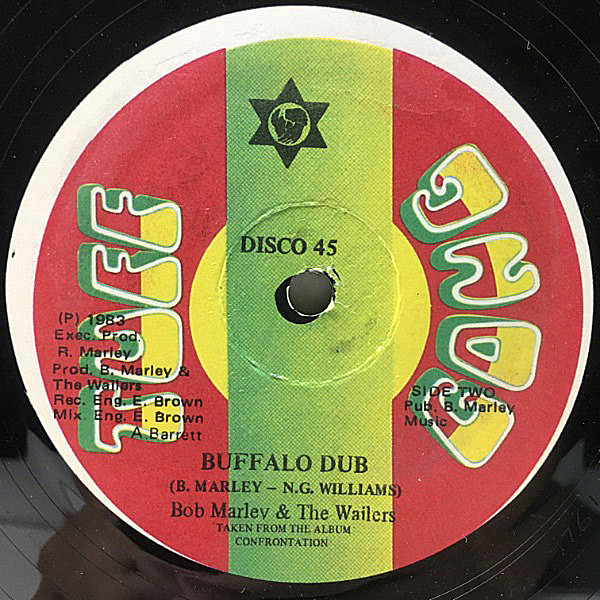 TUFF
GONG
DISCO 45
(P) 1983
Exec. Prod.
R. Marley
Prod. B. Marley &
The Wailers
Rec. Eng. E. Brown
Mix. Eng. E. Brown
A. Barrett
SIDE TWO
Pub. B. Marley
Music
BUFFALO DUB
(B. MARLEY – N.G. WILLIAMS)
Bob Marley & The Wailers
TAKEN FROM THE ALBUM
CONFRONTATION